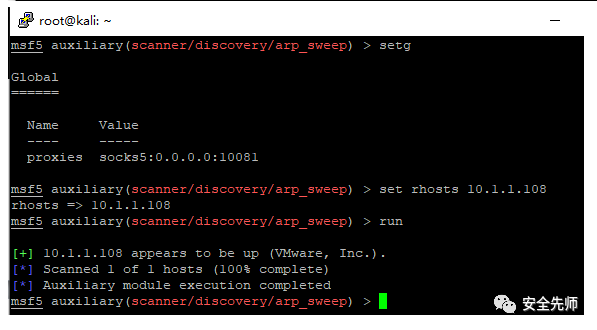 root@kali: ~
msf5 auxiliary(scanner/discovery/arp_sweep) > setg
Global
======
Name Value
---- -----
proxies socks5:0.0.0.0:10081
msf5 auxiliary(scanner/discovery/arp_sweep) > set rhosts 10.1.1.108
rhosts => 10.1.1.108
msf5 auxiliary(scanner/discovery/arp_sweep) > run
[+] 10.1.1.108 appears to be up (VMware, Inc.).
[*] Scanned 1 of 1 hosts (100% complete)
[*] Auxiliary module execution completed
msf5 auxiliary(scanner/discovery/arp_sweep) >
安全先师